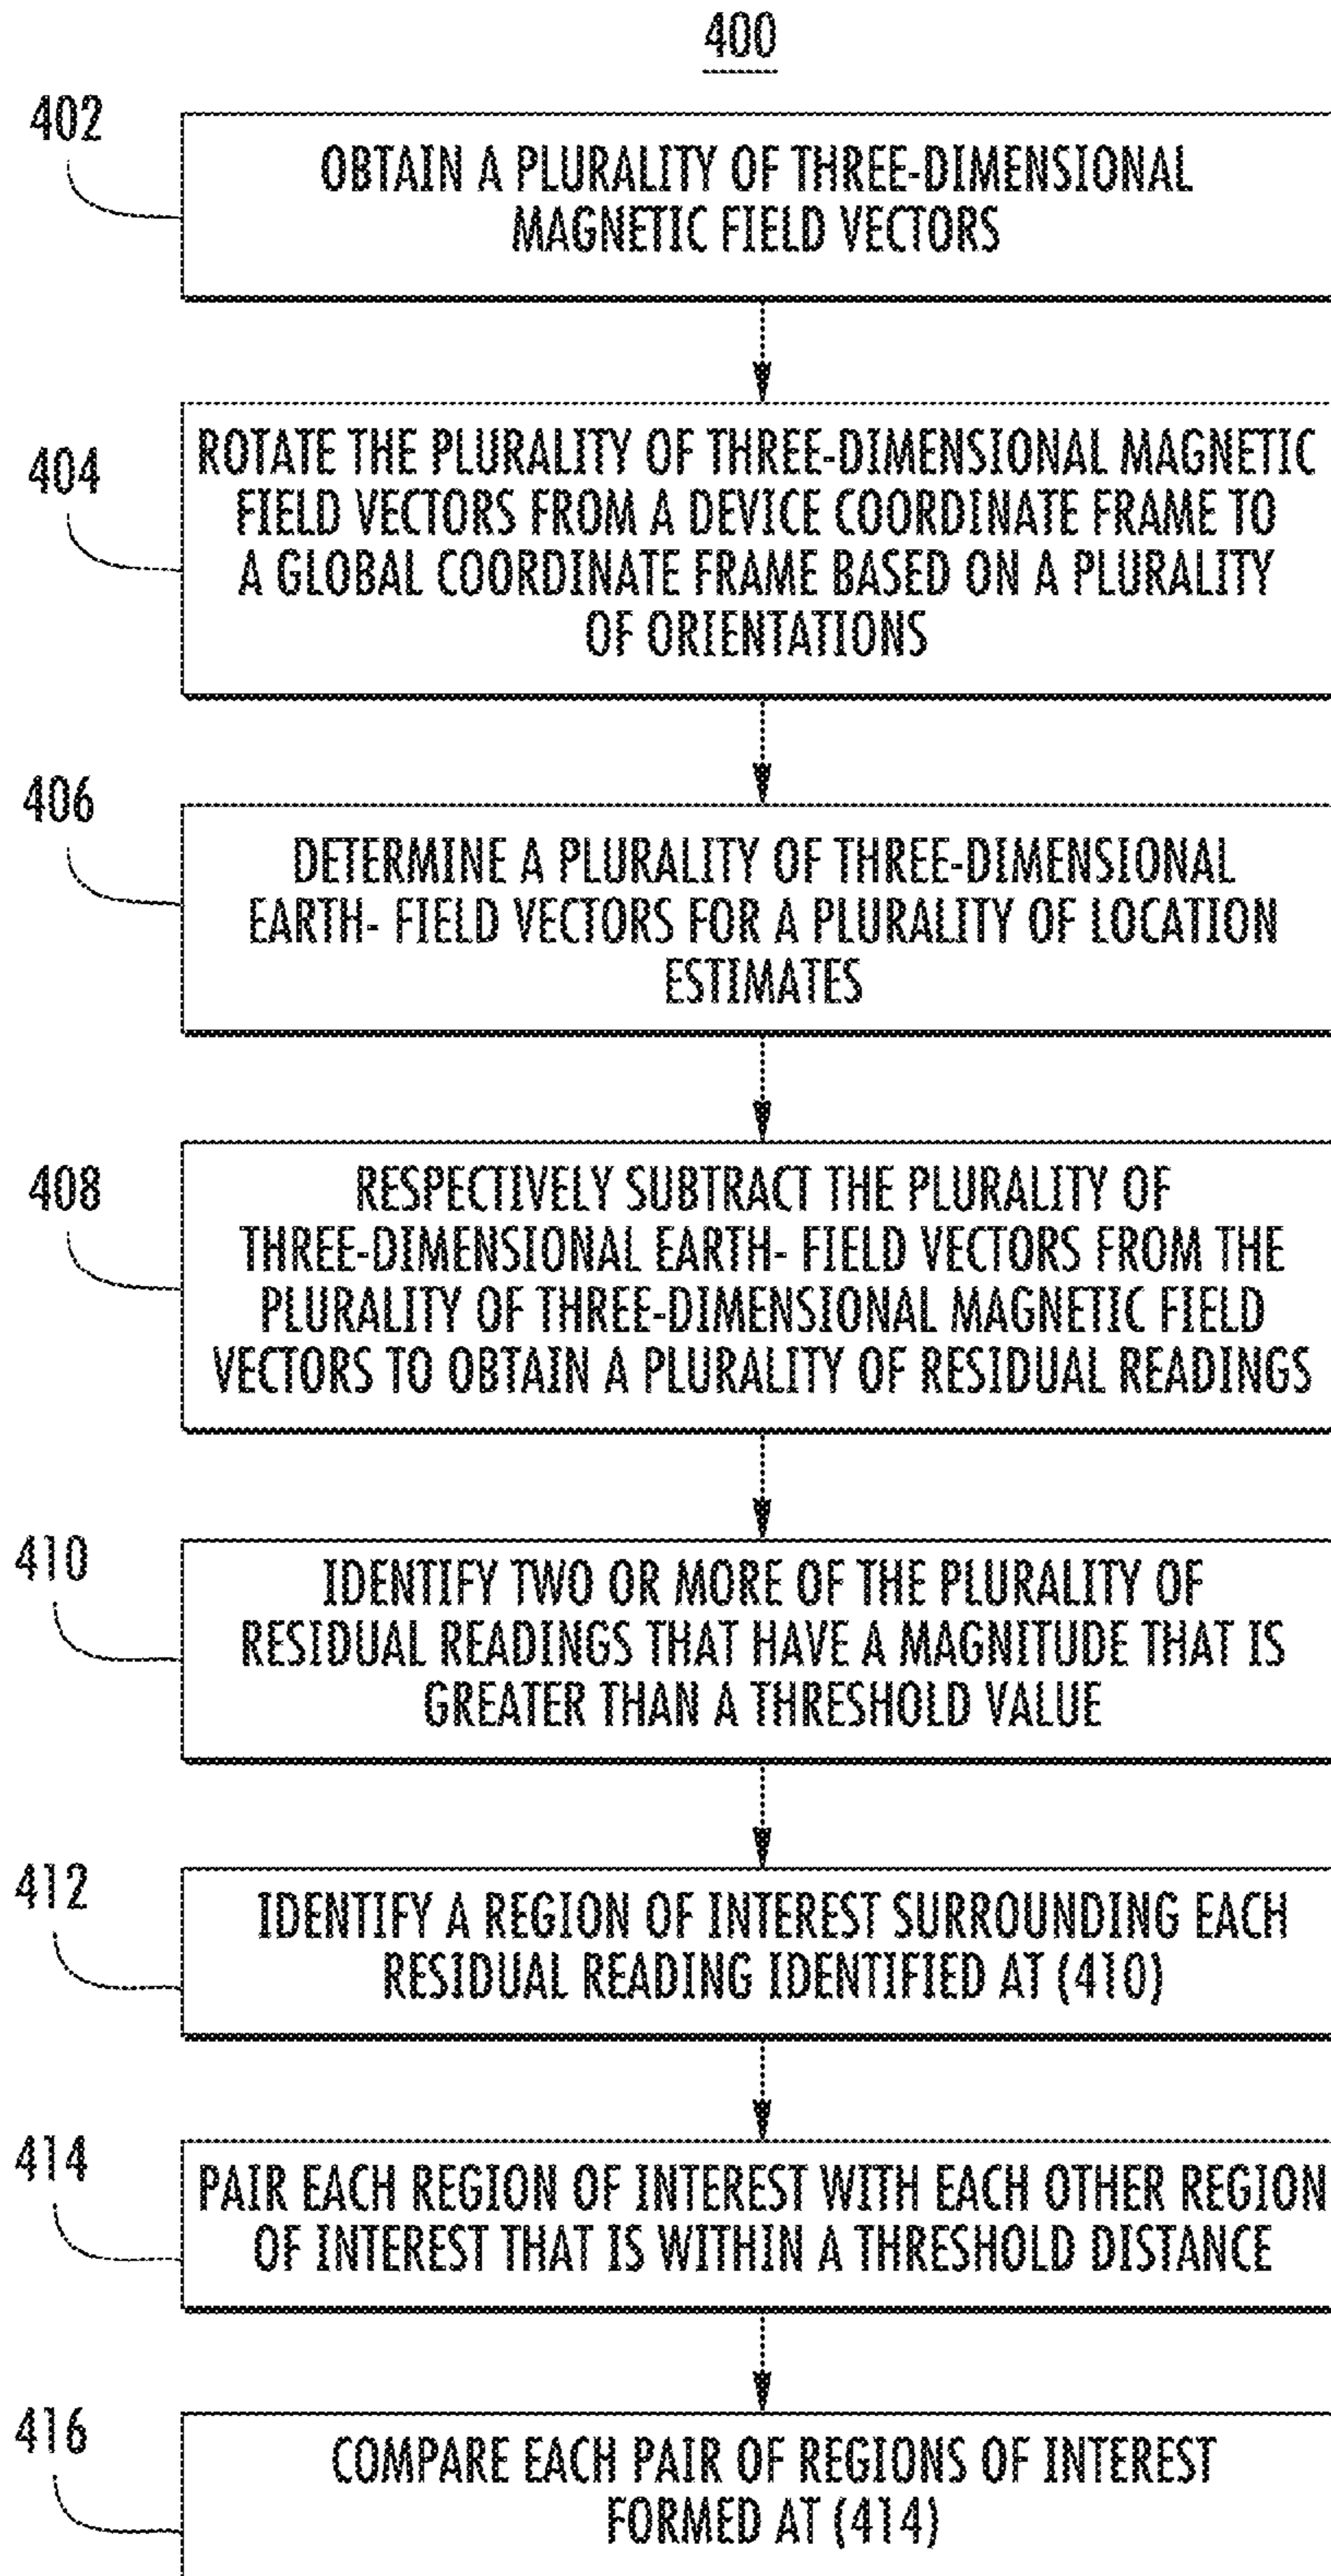 400
402
OBTAIN A PLURALITY OF THREE-DIMENSIONAL
MAGNETIC FIELD VECTORS
404
ROTATE THE PLURALITY OF THREE-DIMENSIONAL MAGNETIC
FIELD VECTORS FROM A DEVICE COORDINATE FRAME TO
A GLOBAL COORDINATE FRAME BASED ON A PLURALITY
OF ORIENTATIONS
406
DETERMINE A PLURALITY OF THREE-DIMENSIONAL
EARTH- FIELD VECTORS FOR A PLURALITY OF LOCATION
ESTIMATES
408
RESPECTIVELY SUBTRACT THE PLURALITY OF
THREE-DIMENSIONAL EARTH- FIELD VECTORS FROM THE
PLURALITY OF THREE-DIMENSIONAL MAGNETIC FIELD
VECTORS TO OBTAIN A PLURALITY OF RESIDUAL READINGS
410
IDENTIFY TWO OR MORE OF THE PLURALITY OF
RESIDUAL READINGS THAT HAVE A MAGNITUDE THAT IS
GREATER THAN A THRESHOLD VALUE
412
IDENTIFY A REGION OF INTEREST SURROUNDING EACH
RESIDUAL READING IDENTIFIED AT (410)
414
PAIR EACH REGION OF INTEREST WITH EACH OTHER REGION
OF INTEREST THAT IS WITHIN A THRESHOLD DISTANCE
416
COMPARE EACH PAIR OF REGIONS OF INTEREST
FORMED AT (414)